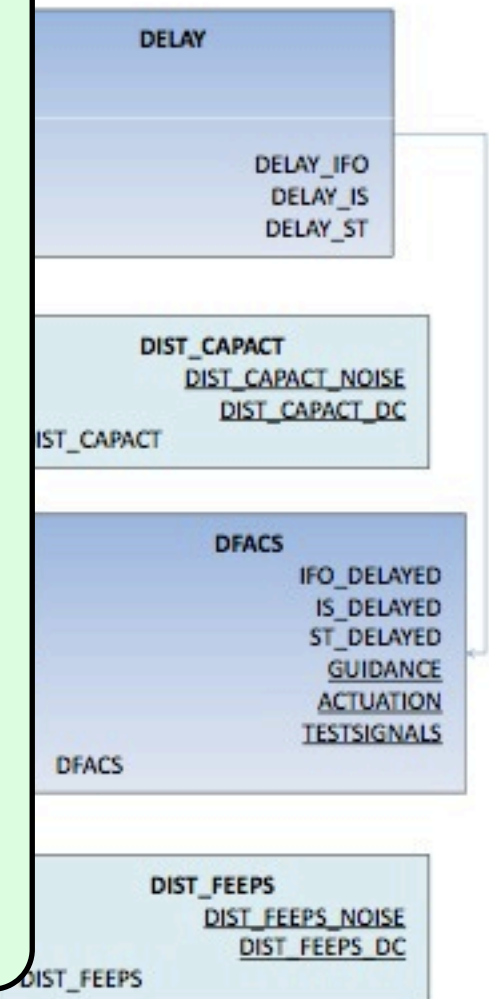 DELAY
DELAY_IFO
DELAY_IS
DELAY_ST
DIST_CAPACT
DIST_CAPACT_NOISE
DIST_CAPACT_DC
IST_CAPACT
DFACS
IFO_DELAYED
IS_DELAYED
ST_DELAYED
GUIDANCE
ACTUATION
TESTSIGNALS
DFACS
DIST_FEEPS
DIST_FEEPS_NOISE
DIST_FEEPS_DC
DIST_FEEPS